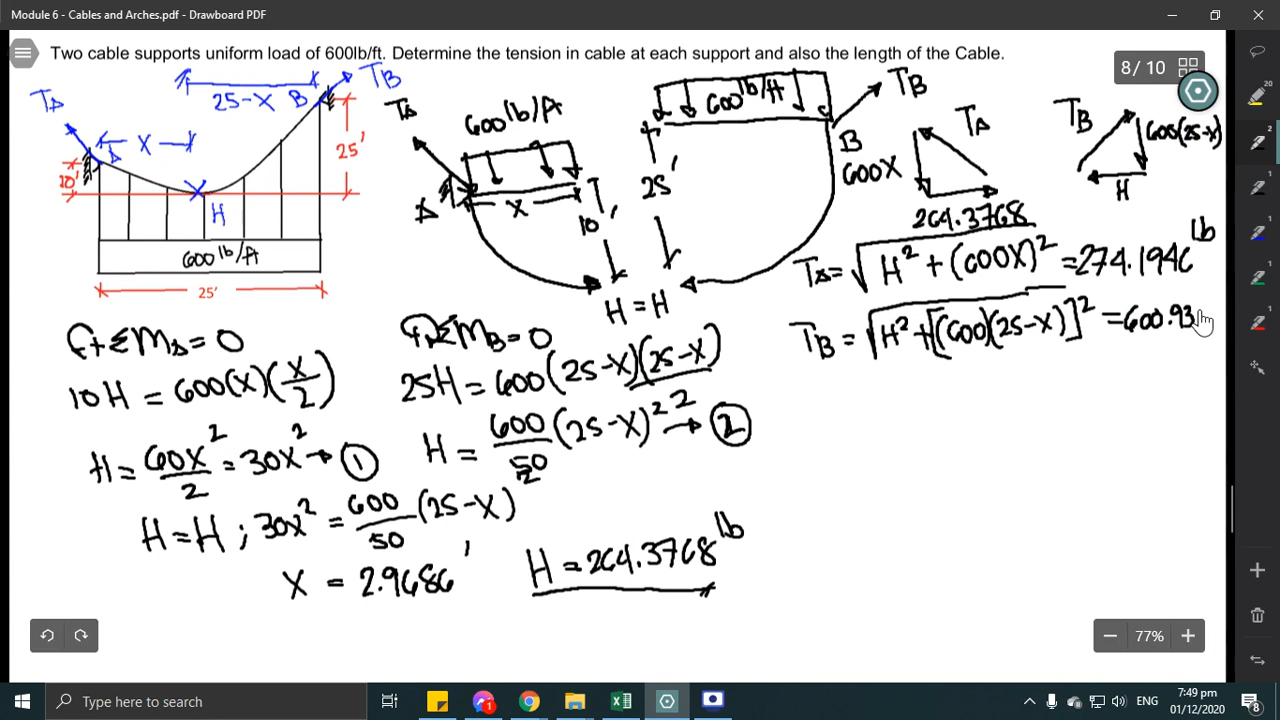 Module 6 - Cables and Arches.pdf - Drawboard PDF
Two cable supports uniform load of 600lb/ft. Determine the tension in cable at each support and also the length of the Cable.
8 / 10
TA
25-X
B
TB
A
X
10'
25'
H
600 lb/ft
25'
TA
600 lb/ft
A
X
10'
H = H
600 lb/ft
25'
TB
B
600X
TA
264.3768
TB
600(25-X)
H
TA = √H² + (600X)² = 274.1946 lb
TB = √H² + [(600)(25-X)]² = 600.93
ΣMA = 0
10H = 600(X)(X/2)
H = 60X²/2 = 30X² → 1
ΣMB = 0
25H = 600(25-X)(25-X)/2
H = 600/50 (25-X)² → 2
H = H ; 30X² = 600/50 (25-X)²
X = 2.9686'
H = 264.3768 lb
77%
Type here to search
1
ENG
7:49 pm
01/12/2020
8